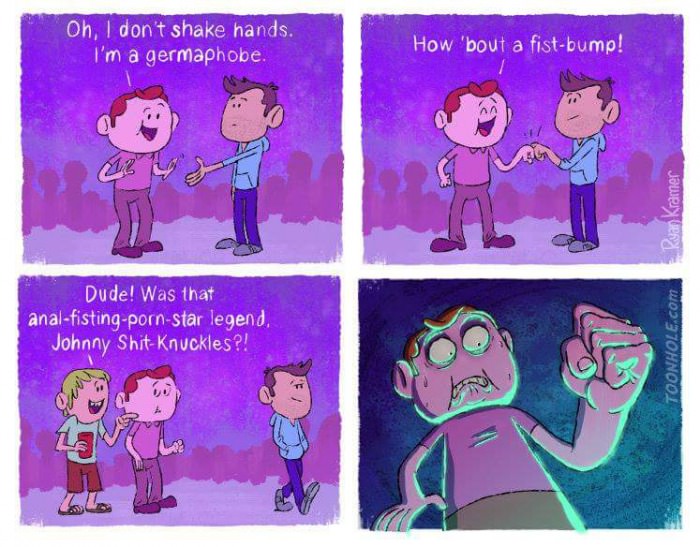 Oh, I don't shake hands.
I'm a germaphobe.
How 'bout a fist-bump!
Ryan Kramer
Dude! Was that
anal-fisting-porn-star legend,
Johnny Shit-Knuckles?!
TOONHOLE.com